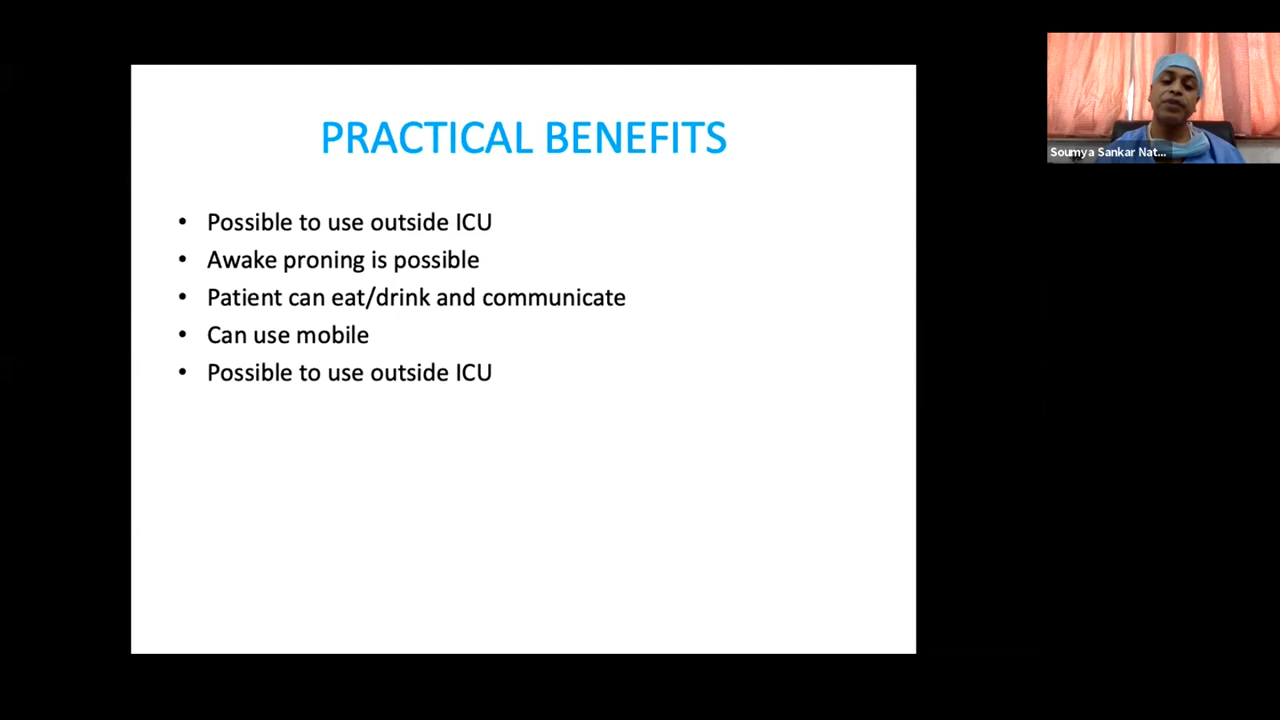 PRACTICAL BENEFITS
• Possible to use outside ICU
• Awake proning is possible
• Patient can eat/drink and communicate
• Can use mobile
• Possible to use outside ICU
Soumya Sankar Nat...